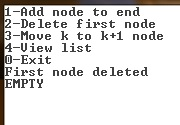 1-Add node to end
2-Delete first node
3-Move k to k+1 node
4-View list
0-Exit
First node deleted
EMPTY